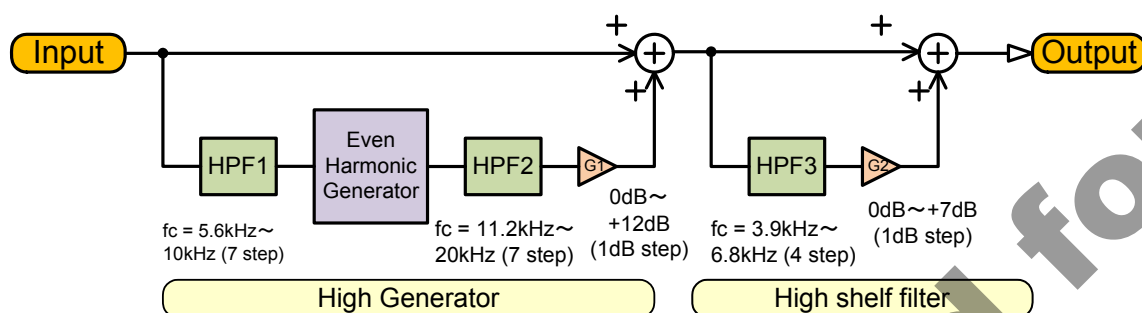 Input
+
+
+
+
+
+
Output
HPF1
Even
Harmonic
Generator
HPF2
G1
HPF3
G2
fc = 5.6kHz～
10kHz (7 step)
fc = 11.2kHz～
20kHz (7 step)
0dB～
+12dB
(1dB step)
fc = 3.9kHz～
6.8kHz (4 step)
0dB～+7dB
(1dB step)
High Generator
High shelf filter